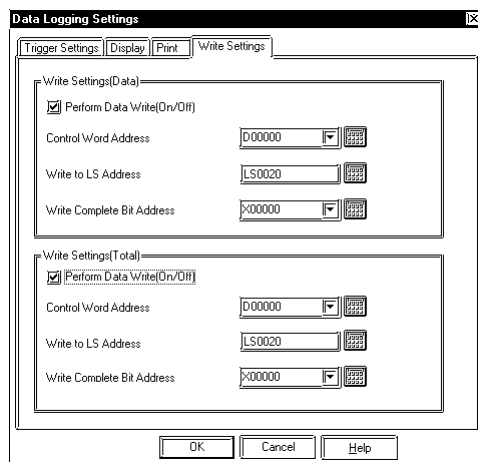 Data Logging Settings
Trigger Settings Display Print Write Settings
Write Settings(Data)
Perform Data Write(On/Off)
Control Word Address D00000
Write to LS Address LS0020
Write Complete Bit Address X00000
Write Settings(Total)
Perform Data Write(On/Off)
Control Word Address D00000
Write to LS Address LS0020
Write Complete Bit Address X00000
OK Cancel Help